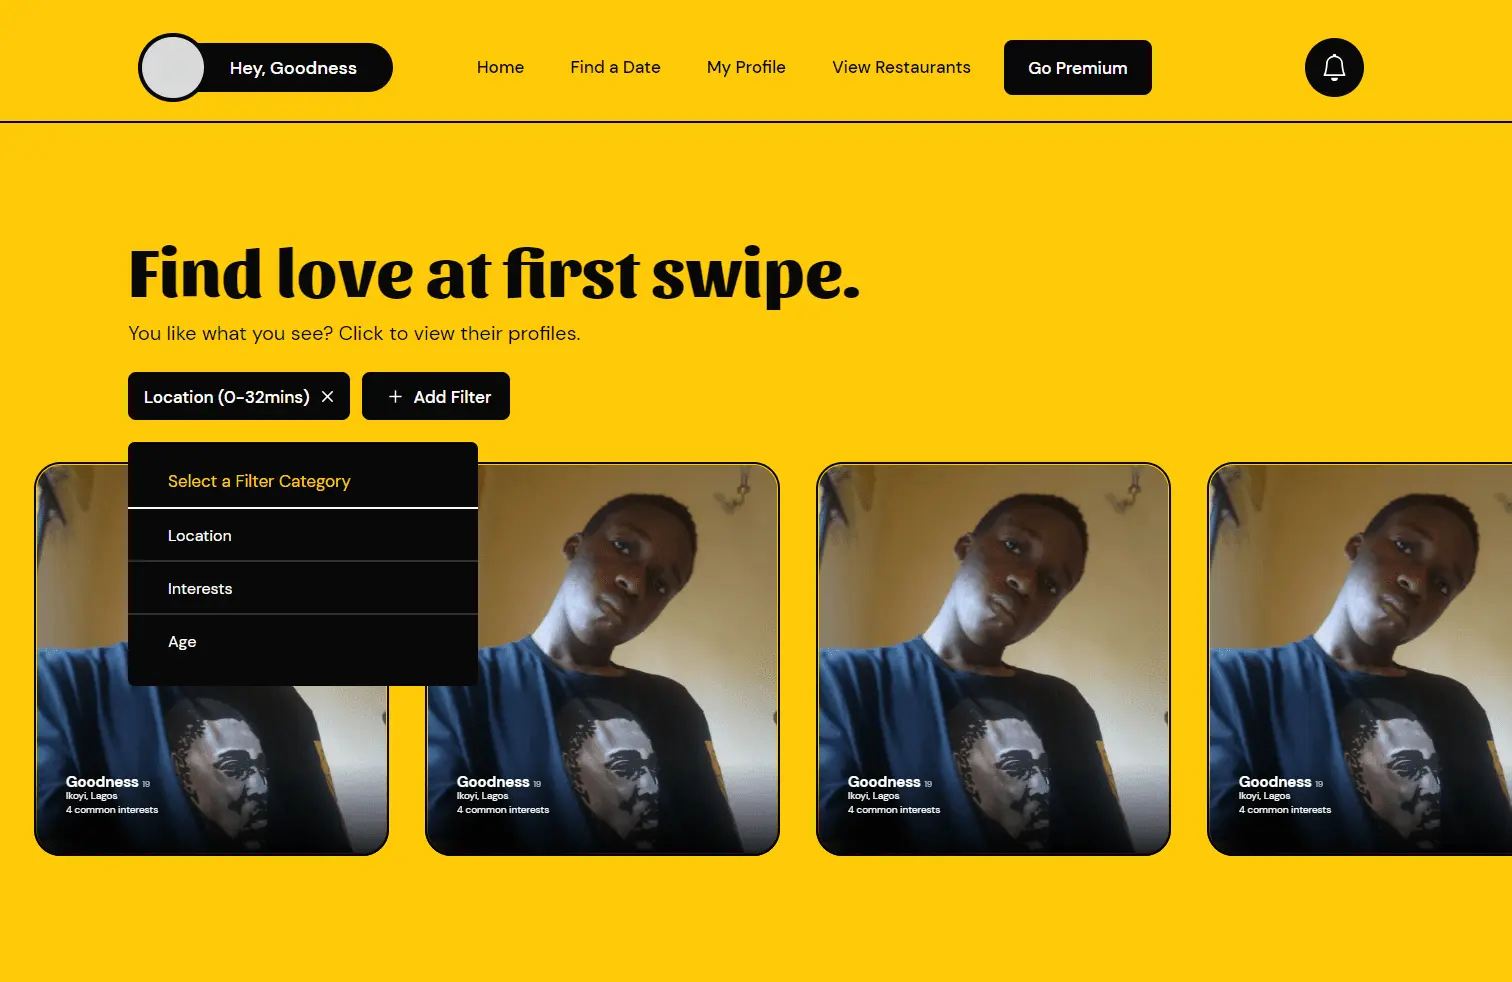 Hey, Goodness
Home
Find a Date
My Profile
View Restaurants
Go Premium
Find love at first swipe.
You like what you see? Click to view their profiles.
Location (0-32mins) ×
+ Add Filter
Select a Filter Category
Location
Interests
Age
Goodness 19
Ikoyi, Lagos
4 common interests
Goodness 19
Ikoyi, Lagos
4 common interests
Goodness 19
Ikoyi, Lagos
4 common interests
Goodness 19
Ikoyi, Lagos
4 common interests